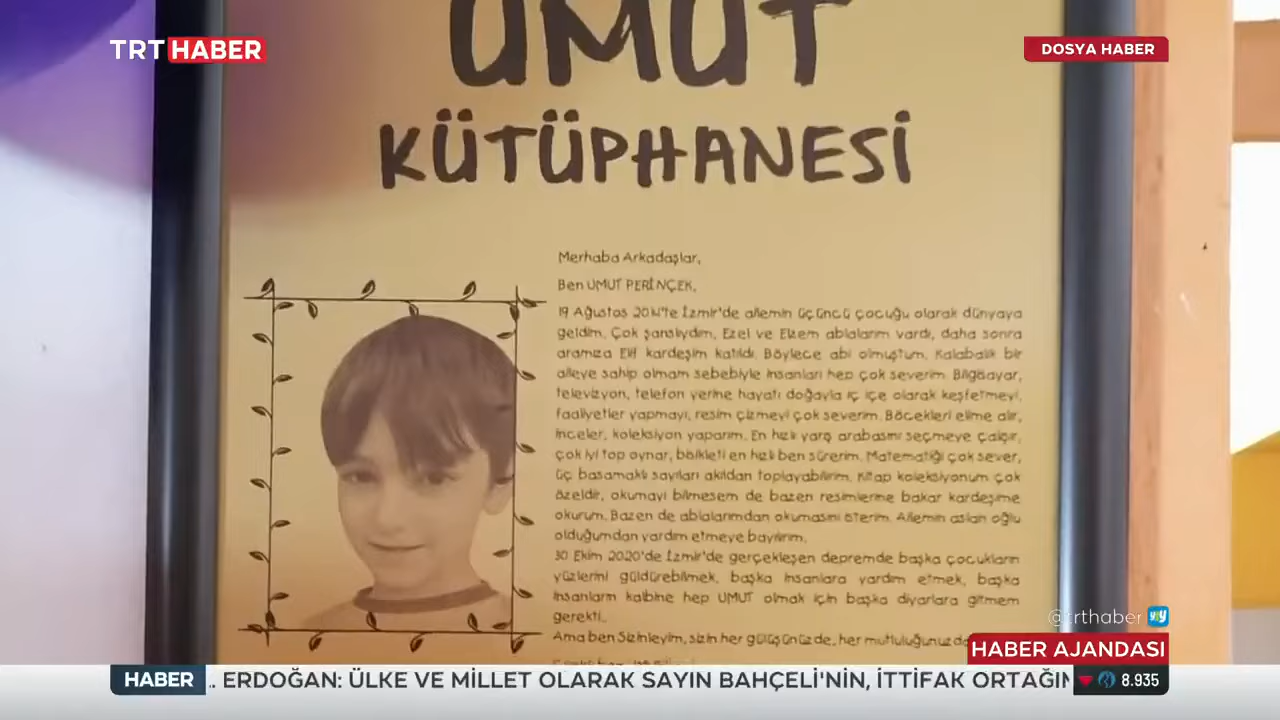 TRT HABER
DOSYA HABER
UMUT
KÜTÜPHANESİ
Merhaba Arkadaşlar,
Ben UMUT PERİNÇEK,
19 Ağustos 2014'te İzmir'de ailemin üçüncü çocuğu olarak dünyaya
geldim. Çok şanslıydım, Ezel ve Ekem ablalarım vardı, daha sonra
aramıza Elif kardeşim katıldı. Böylece abi olmuştum. Kalabalık bir
aileye sahip olmam sebebiyle insanları hep çok severim. Bilgisayar,
televizyon, telefon yerine hayatı doğayla iç içe olarak keşfetmeyi,
faaliyetler yapmayı, resim çizmeyi çok severim. Böcekleri elime alır,
inceler, koleksiyon yaparım. En hızlı yarış arabasını seçmeye çalışır,
çok iyi top oynar, bisikleti en hızlı ben sürerim. Matematiği çok sever,
üç basamaklı sayıları akıldan toplayabilirim. Kitap koleksiyonum çok
özeldir, okumayı bilmesem de bazen resimlerine bakar kardeşime
okurum. Bazen de ablalarımdan okumasını isterim. Ailemin aslan oğlu
olduğumdan yardım etmeye bayılırım.
30 Ekim 2020'de İzmir'de gerçekleşen depremde başka çocukların
yüzlerini güldürebilmek, başka insanlara yardım etmek, başka
insanların kalbine hep UMUT olmak için başka diyarlara gitmem
gerekti..
Ama ben Sizinleyim, sizin her gülüşünüzde, her mutluluğunuzda
@trthaber
HABER AJANDASI
HABER .. ERDOĞAN: ÜLKE VE MİLLET OLARAK SAYIN BAHÇELİ'NİN, İTTİFAK ORTAĞIN
8.935